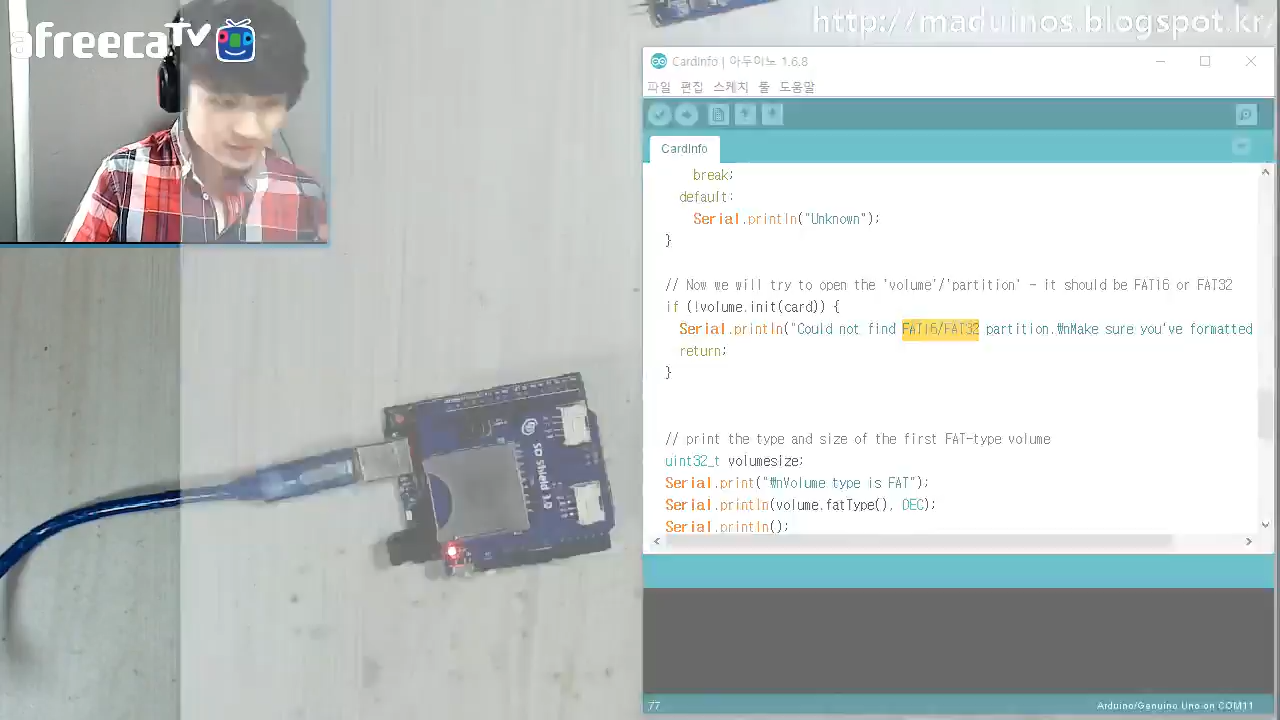 afreecaTV
http://maduinos.blogspot.kr/
CardInfo | 아두이노 1.6.8
파일 편집 스케치 툴 도움말
CardInfo
break;
default:
Serial.println("Unknown");
}
// Now we will try to open the 'volume'/'partition' - it should be FAT16 or FAT32
if (!volume.init(card)) {
Serial.println("Could not find FAT16/FAT32 partition.₩nMake sure you've formatted
return;
}
// print the type and size of the first FAT-type volume
uint32_t volumesize;
Serial.print("₩nVolume type is FAT");
Serial.println(volume.fatType(), DEC);
Serial.println();
SD Shield 3.0
77
Arduino/Genuino Uno on COM11